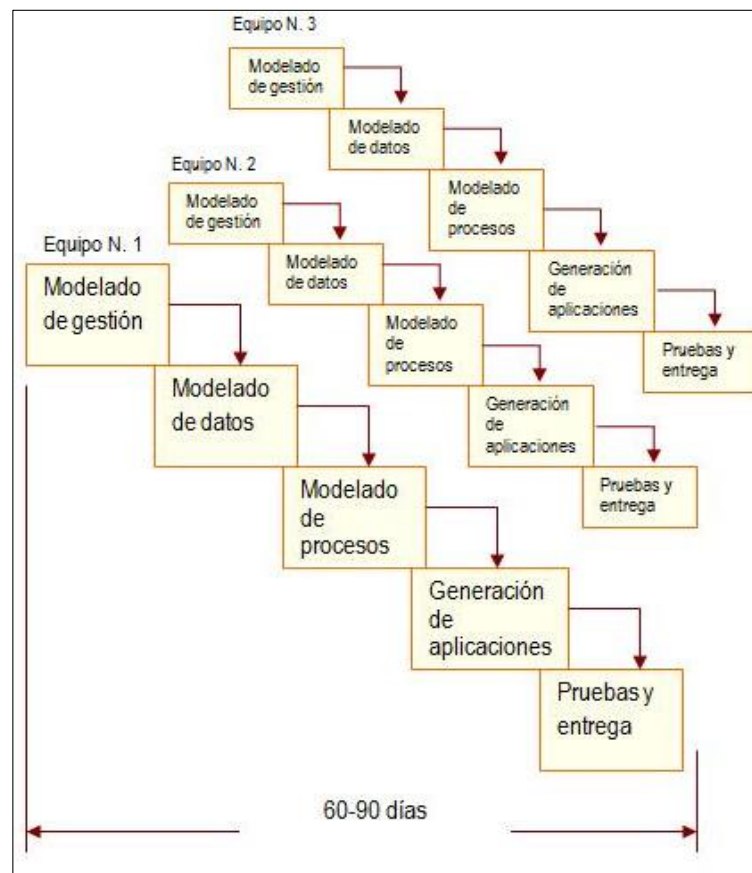 Equipo N. 3
Modelado
de gestión
Modelado
de datos
Modelado
de
procesos
Generación
de
aplicaciones
Pruebas y
entrega
Equipo N. 2
Modelado
de gestión
Modelado
de datos
Modelado
de
procesos
Generación
de
aplicaciones
Pruebas y
entrega
Equipo N. 1
Modelado
de gestión
Modelado
de datos
Modelado
de
procesos
Generación
de
aplicaciones
Pruebas y
entrega
60-90 días